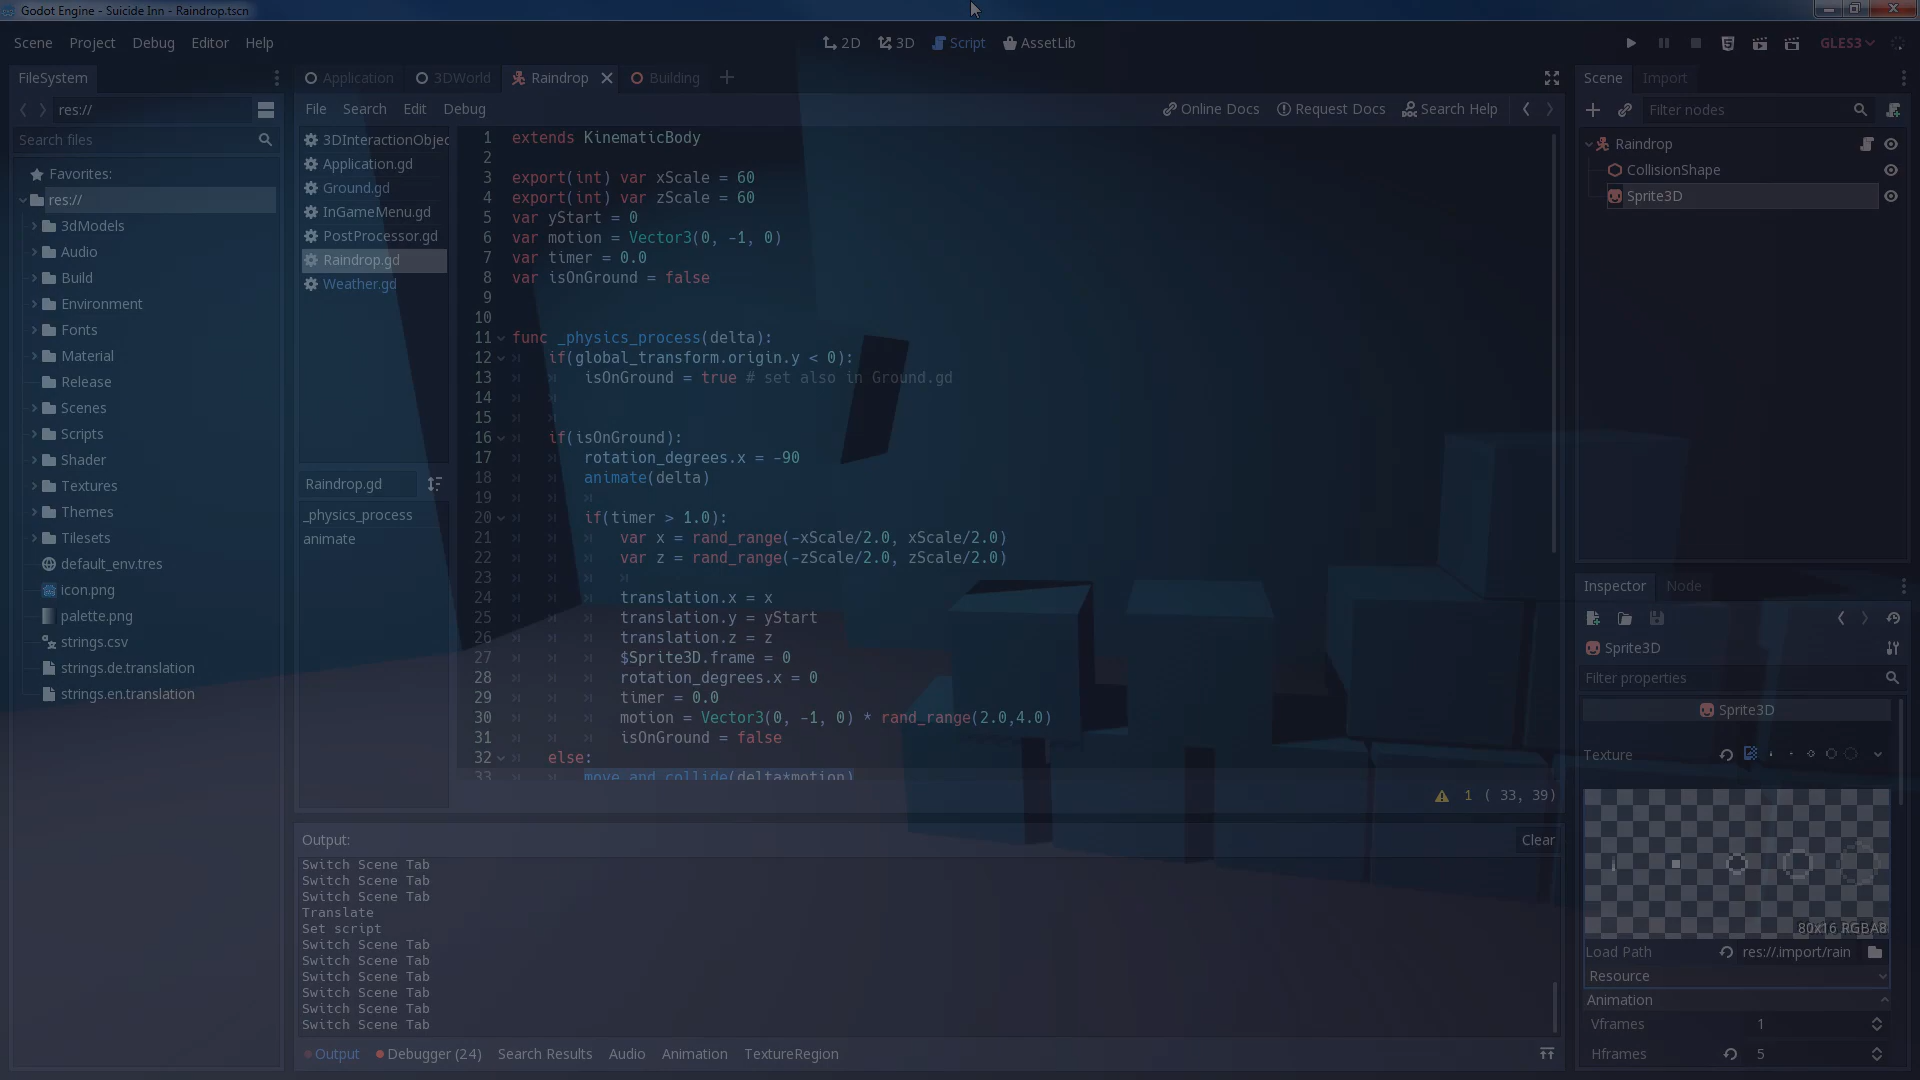 Godot Engine - Suicide Inn - Raindrop.tscn
Scene Project Debug Editor Help
2D 3D Script AssetLib
GLES3
FileSystem
res://
Search files
Favorites:
res://
3dModels
Audio
Build
Environment
Fonts
Material
Release
Scenes
Scripts
Shader
Textures
Themes
Tilesets
default_env.tres
icon.png
palette.png
strings.csv
strings.de.translation
strings.en.translation
Application 3DWorld Raindrop Building
File Search Edit Debug
Online Docs Request Docs Search Help
3DInteractionObjec
Application.gd
Ground.gd
InGameMenu.gd
PostProcessor.gd
Raindrop.gd
Weather.gd
Raindrop.gd
_physics_process
animate
1 extends KinematicBody
2
3 export(int) var xScale = 60
4 export(int) var zScale = 60
5 var yStart = 0
6 var motion = Vector3(0, -1, 0)
7 var timer = 0.0
8 var isOnGround = false
9
10
11 func _physics_process(delta):
12 if(global_transform.origin.y < 0):
13 isOnGround = true # set also in Ground.gd
14
15
16 if(isOnGround):
17 rotation_degrees.x = -90
18 animate(delta)
19
20 if(timer > 1.0):
21 var x = rand_range(-xScale/2.0, xScale/2.0)
22 var z = rand_range(-zScale/2.0, zScale/2.0)
23
24 translation.x = x
25 translation.y = yStart
26 translation.z = z
27 $Sprite3D.frame = 0
28 rotation_degrees.x = 0
29 timer = 0.0
30 motion = Vector3(0, -1, 0) * rand_range(2.0,4.0)
31 isOnGround = false
32 else:
33 move_and_collide(delta*motion)
1 ( 33, 39)
Output:
Clear
Switch Scene Tab
Switch Scene Tab
Switch Scene Tab
Translate
Set script
Switch Scene Tab
Switch Scene Tab
Switch Scene Tab
Switch Scene Tab
Switch Scene Tab
Switch Scene Tab
Output Debugger (24) Search Results Audio Animation TextureRegion
Scene Import
Filter nodes
Raindrop
CollisionShape
Sprite3D
Inspector Node
Sprite3D
Filter properties
Sprite3D
Texture
80x16 RGBA8
Load Path res://.import/rain
Resource
Animation
Vframes 1
Hframes 5